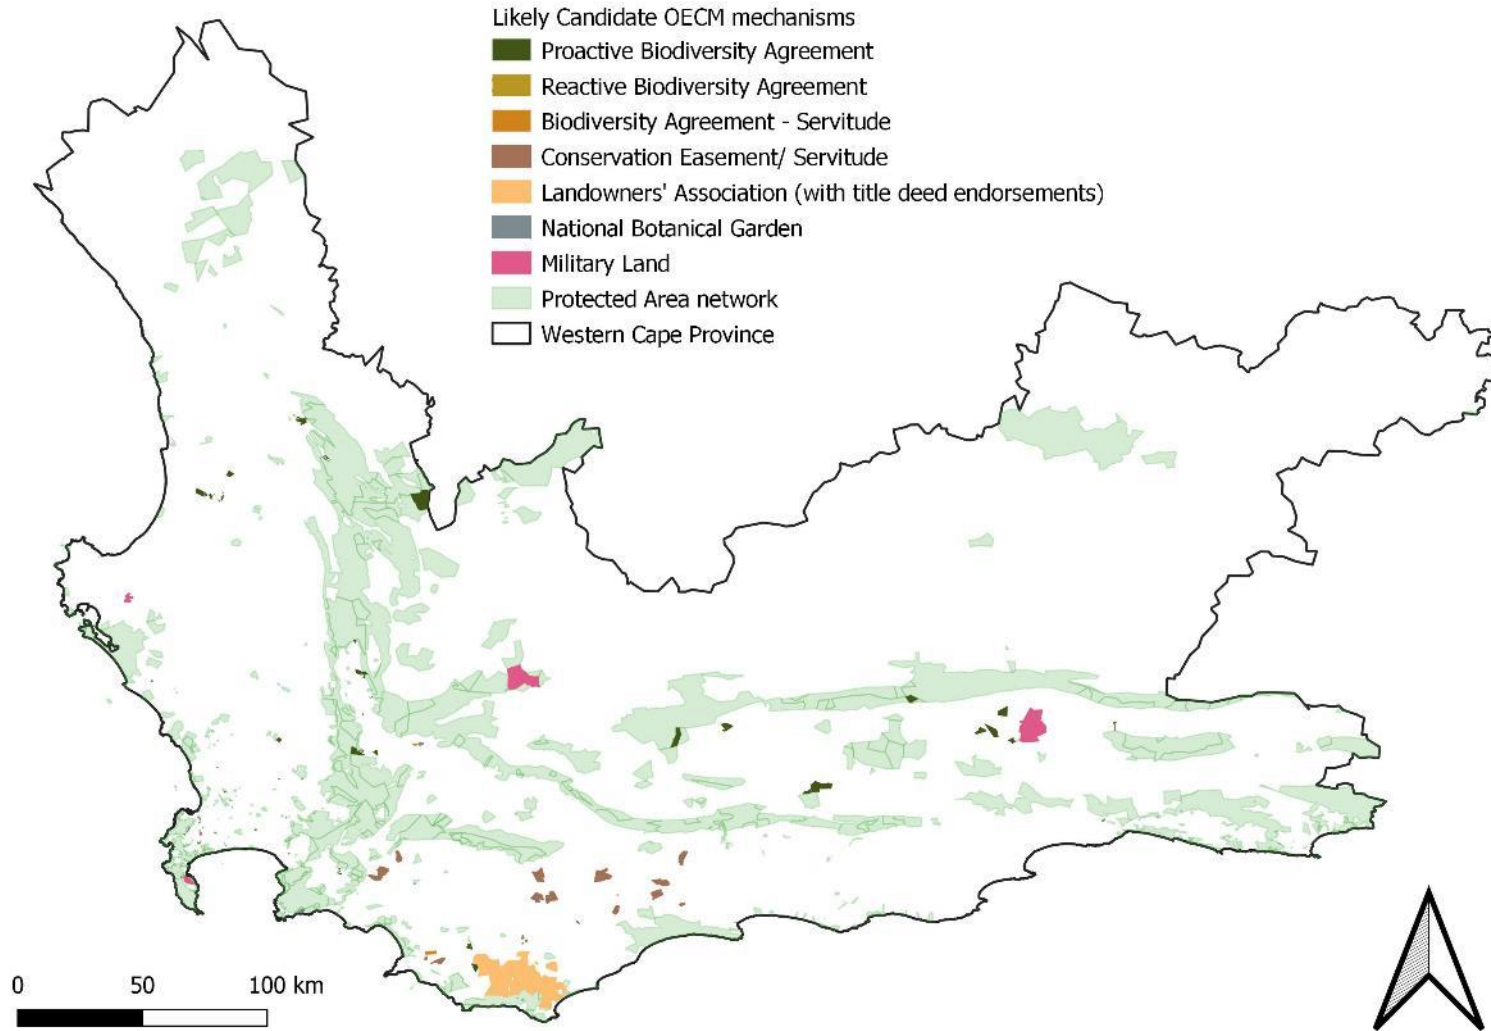 Likely Candidate OECM mechanisms
Proactive Biodiversity Agreement
Reactive Biodiversity Agreement
Biodiversity Agreement - Servitude
Conservation Easement/ Servitude
Landowners' Association (with title deed endorsements)
National Botanical Garden
Military Land
Protected Area network
Western Cape Province
0 50 100 km